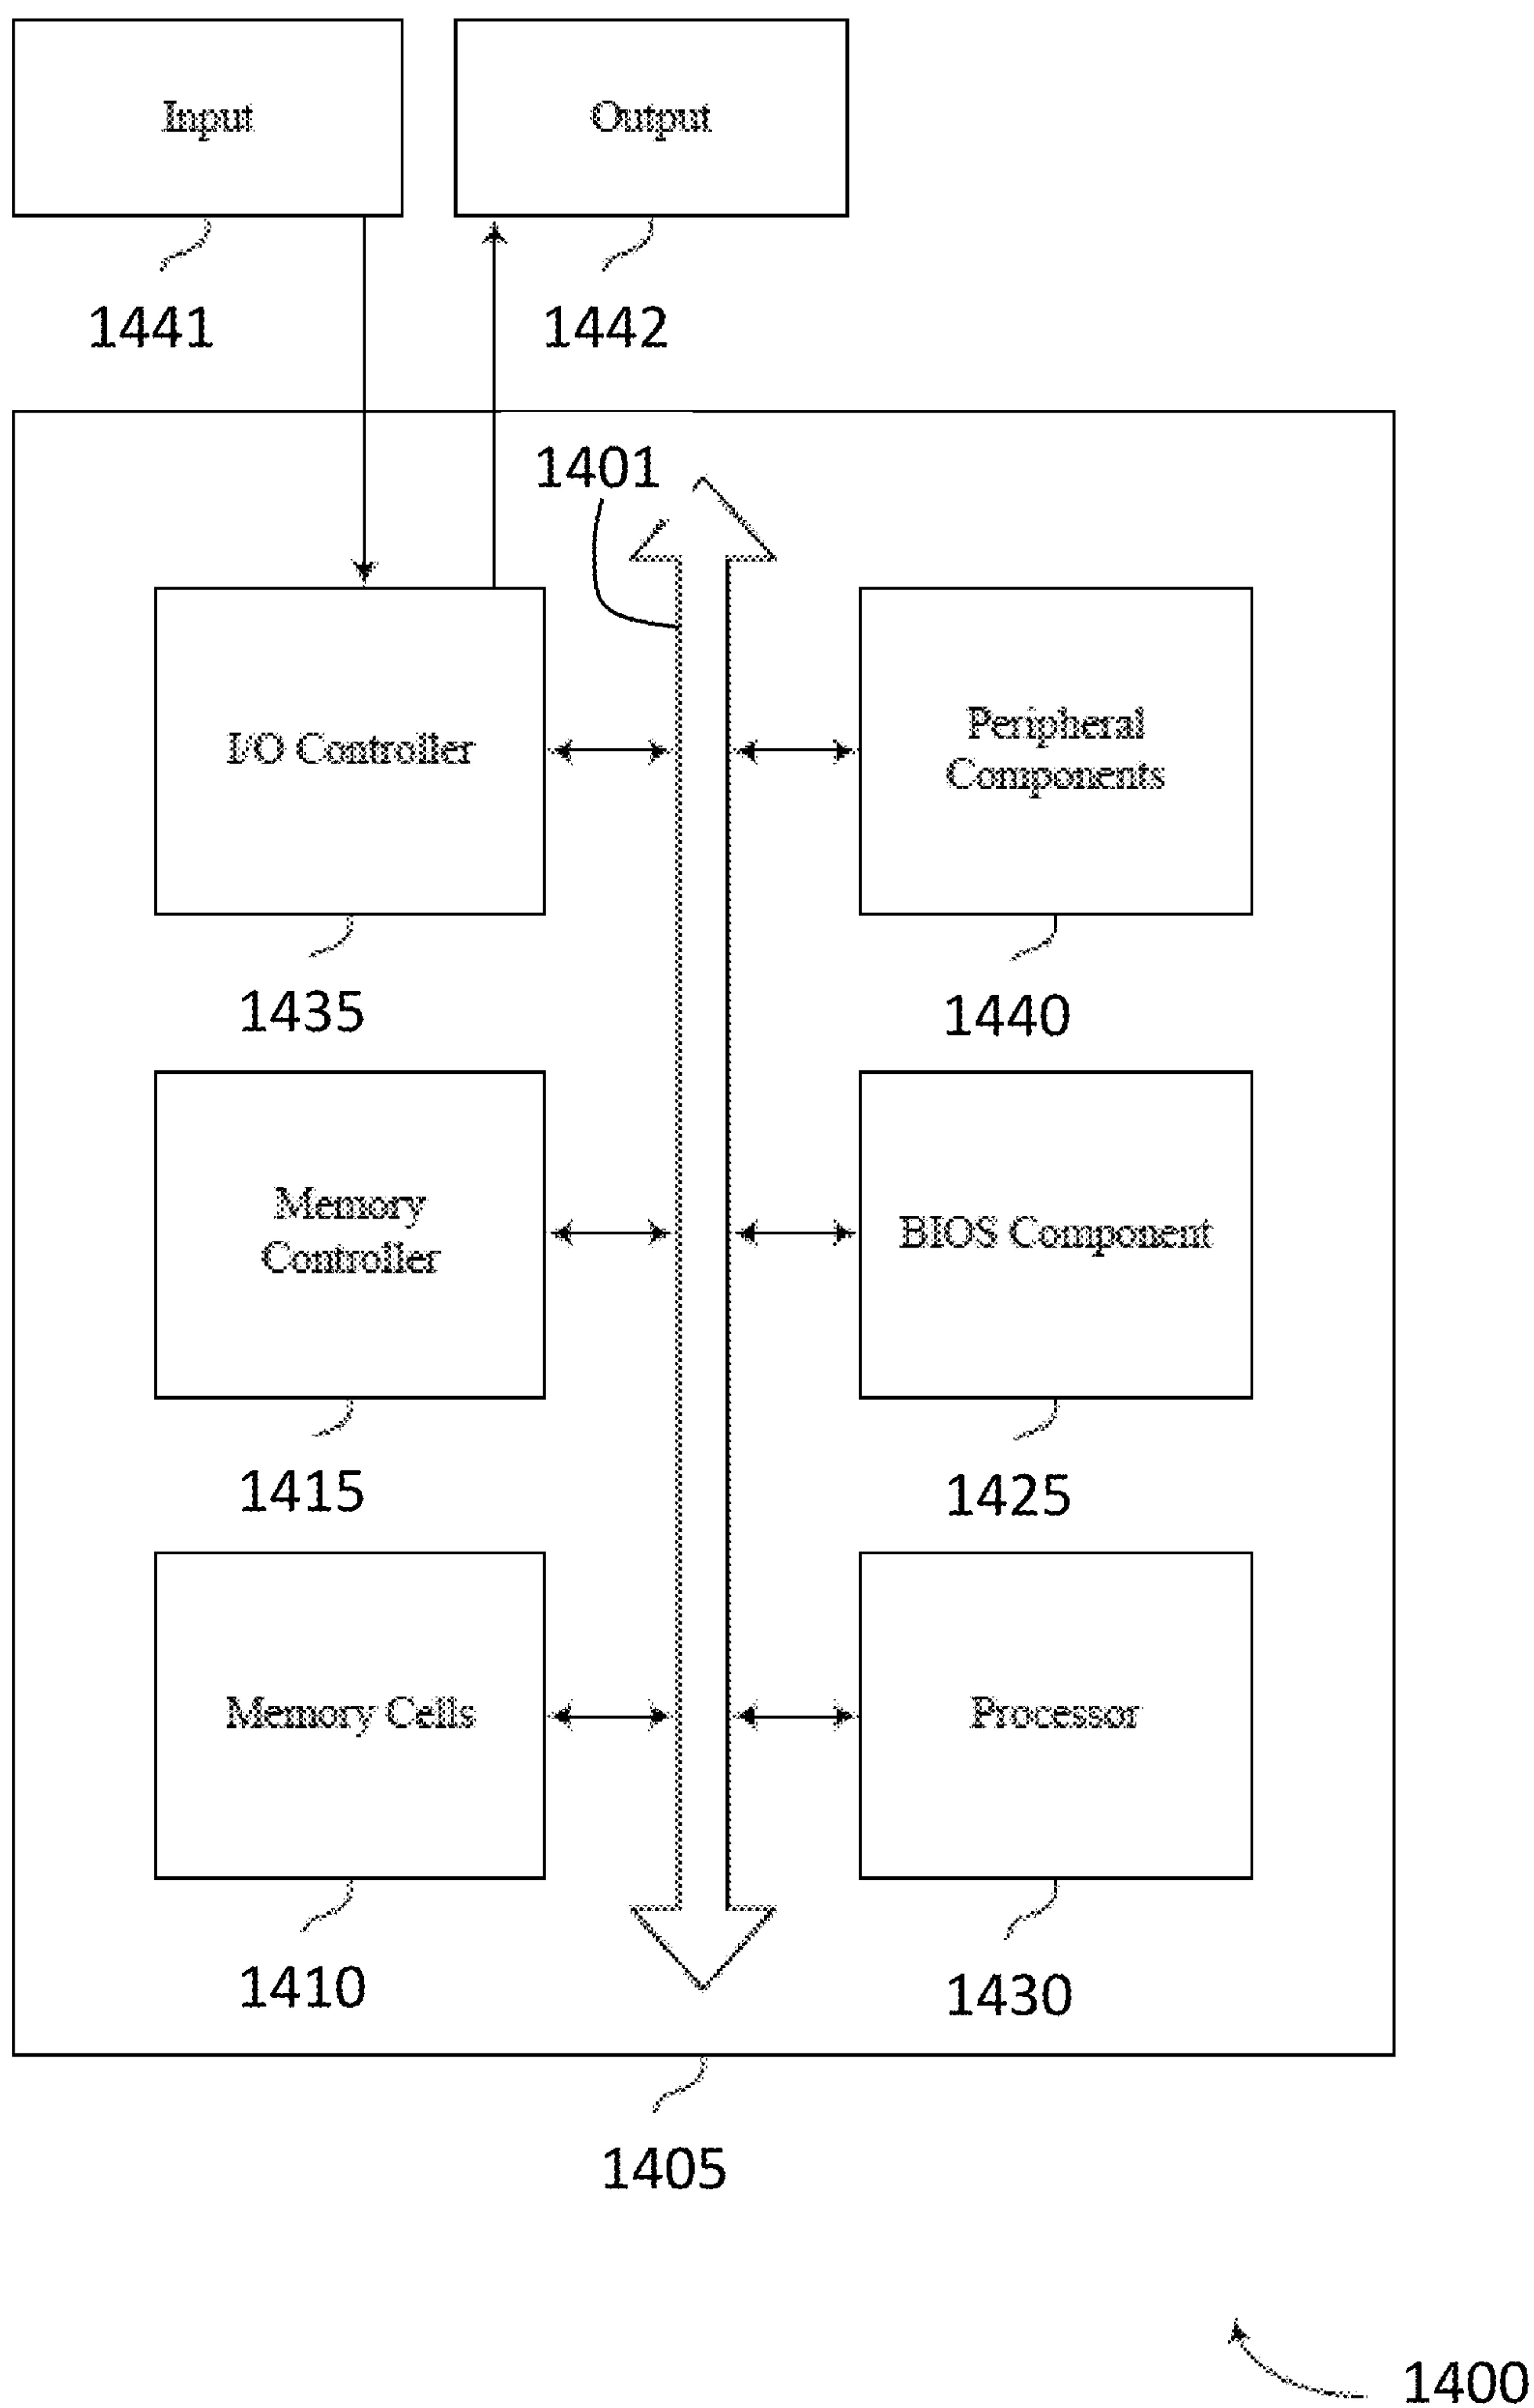 Input
Output
1441
1442
1401
I/O Controller
Peripheral
Components
1435
1440
Memory
Controller
BIOS Component
1415
1425
Memory Cells
Processor
1410
1430
1405
1400